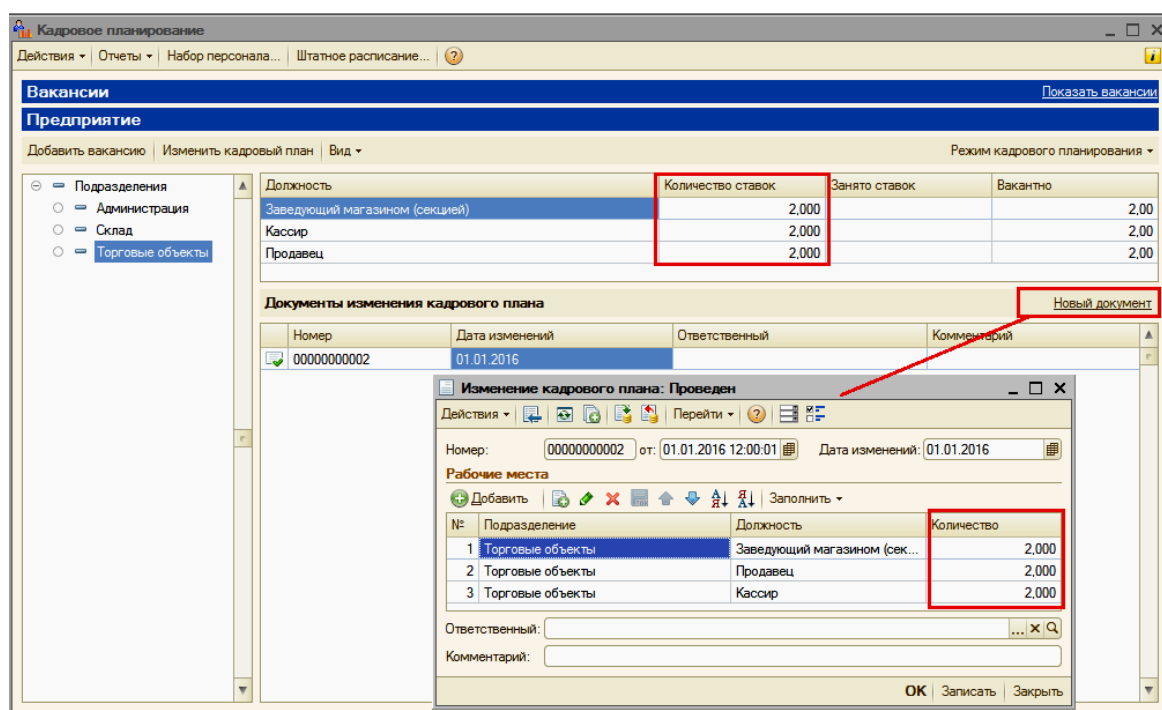 Кадровое планирование
Действия Отчеты Набор персонала... Штатное расписание...
Вакансии Показать вакансии
Предприятие
Добавить вакансию Изменить кадровый план Вид Режим кадрового планирования
Подразделения
Администрация
Склад
Торговые объекты
Должность Количество ставок Занято ставок Вакантно
Заведующий магазином (секцией) 2,000 2,00
Кассир 2,000 2,00
Продавец 2,000 2,00
Документы изменения кадрового плана Новый документ
Номер Дата изменений Ответственный Комментарий
00000000002 01.01.2016
Изменение кадрового плана: Проведен
Действия Перейти
Номер: 00000000002 от: 01.01.2016 12:00:01 Дата изменений: 01.01.2016
Рабочие места
Добавить Заполнить
№ Подразделение Должность Количество
1 Торговые объекты Заведующий магазином (сек... 2,000
2 Торговые объекты Продавец 2,000
3 Торговые объекты Кассир 2,000
Ответственный: ...
Комментарий:
OK Записать Закрыть